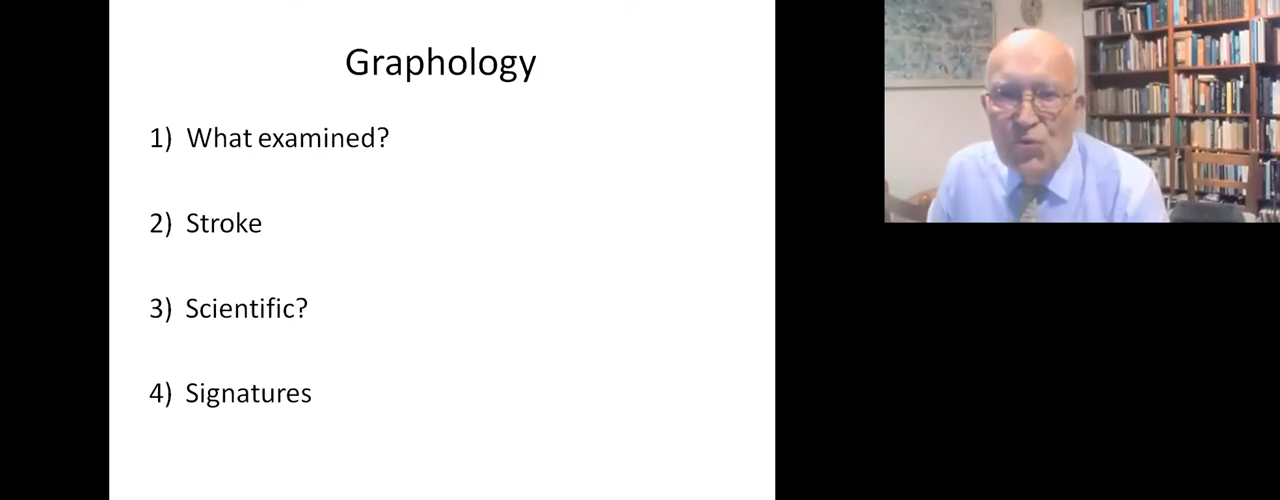 Graphology
1) What examined?
2) Stroke
3) Scientific?
4) Signatures